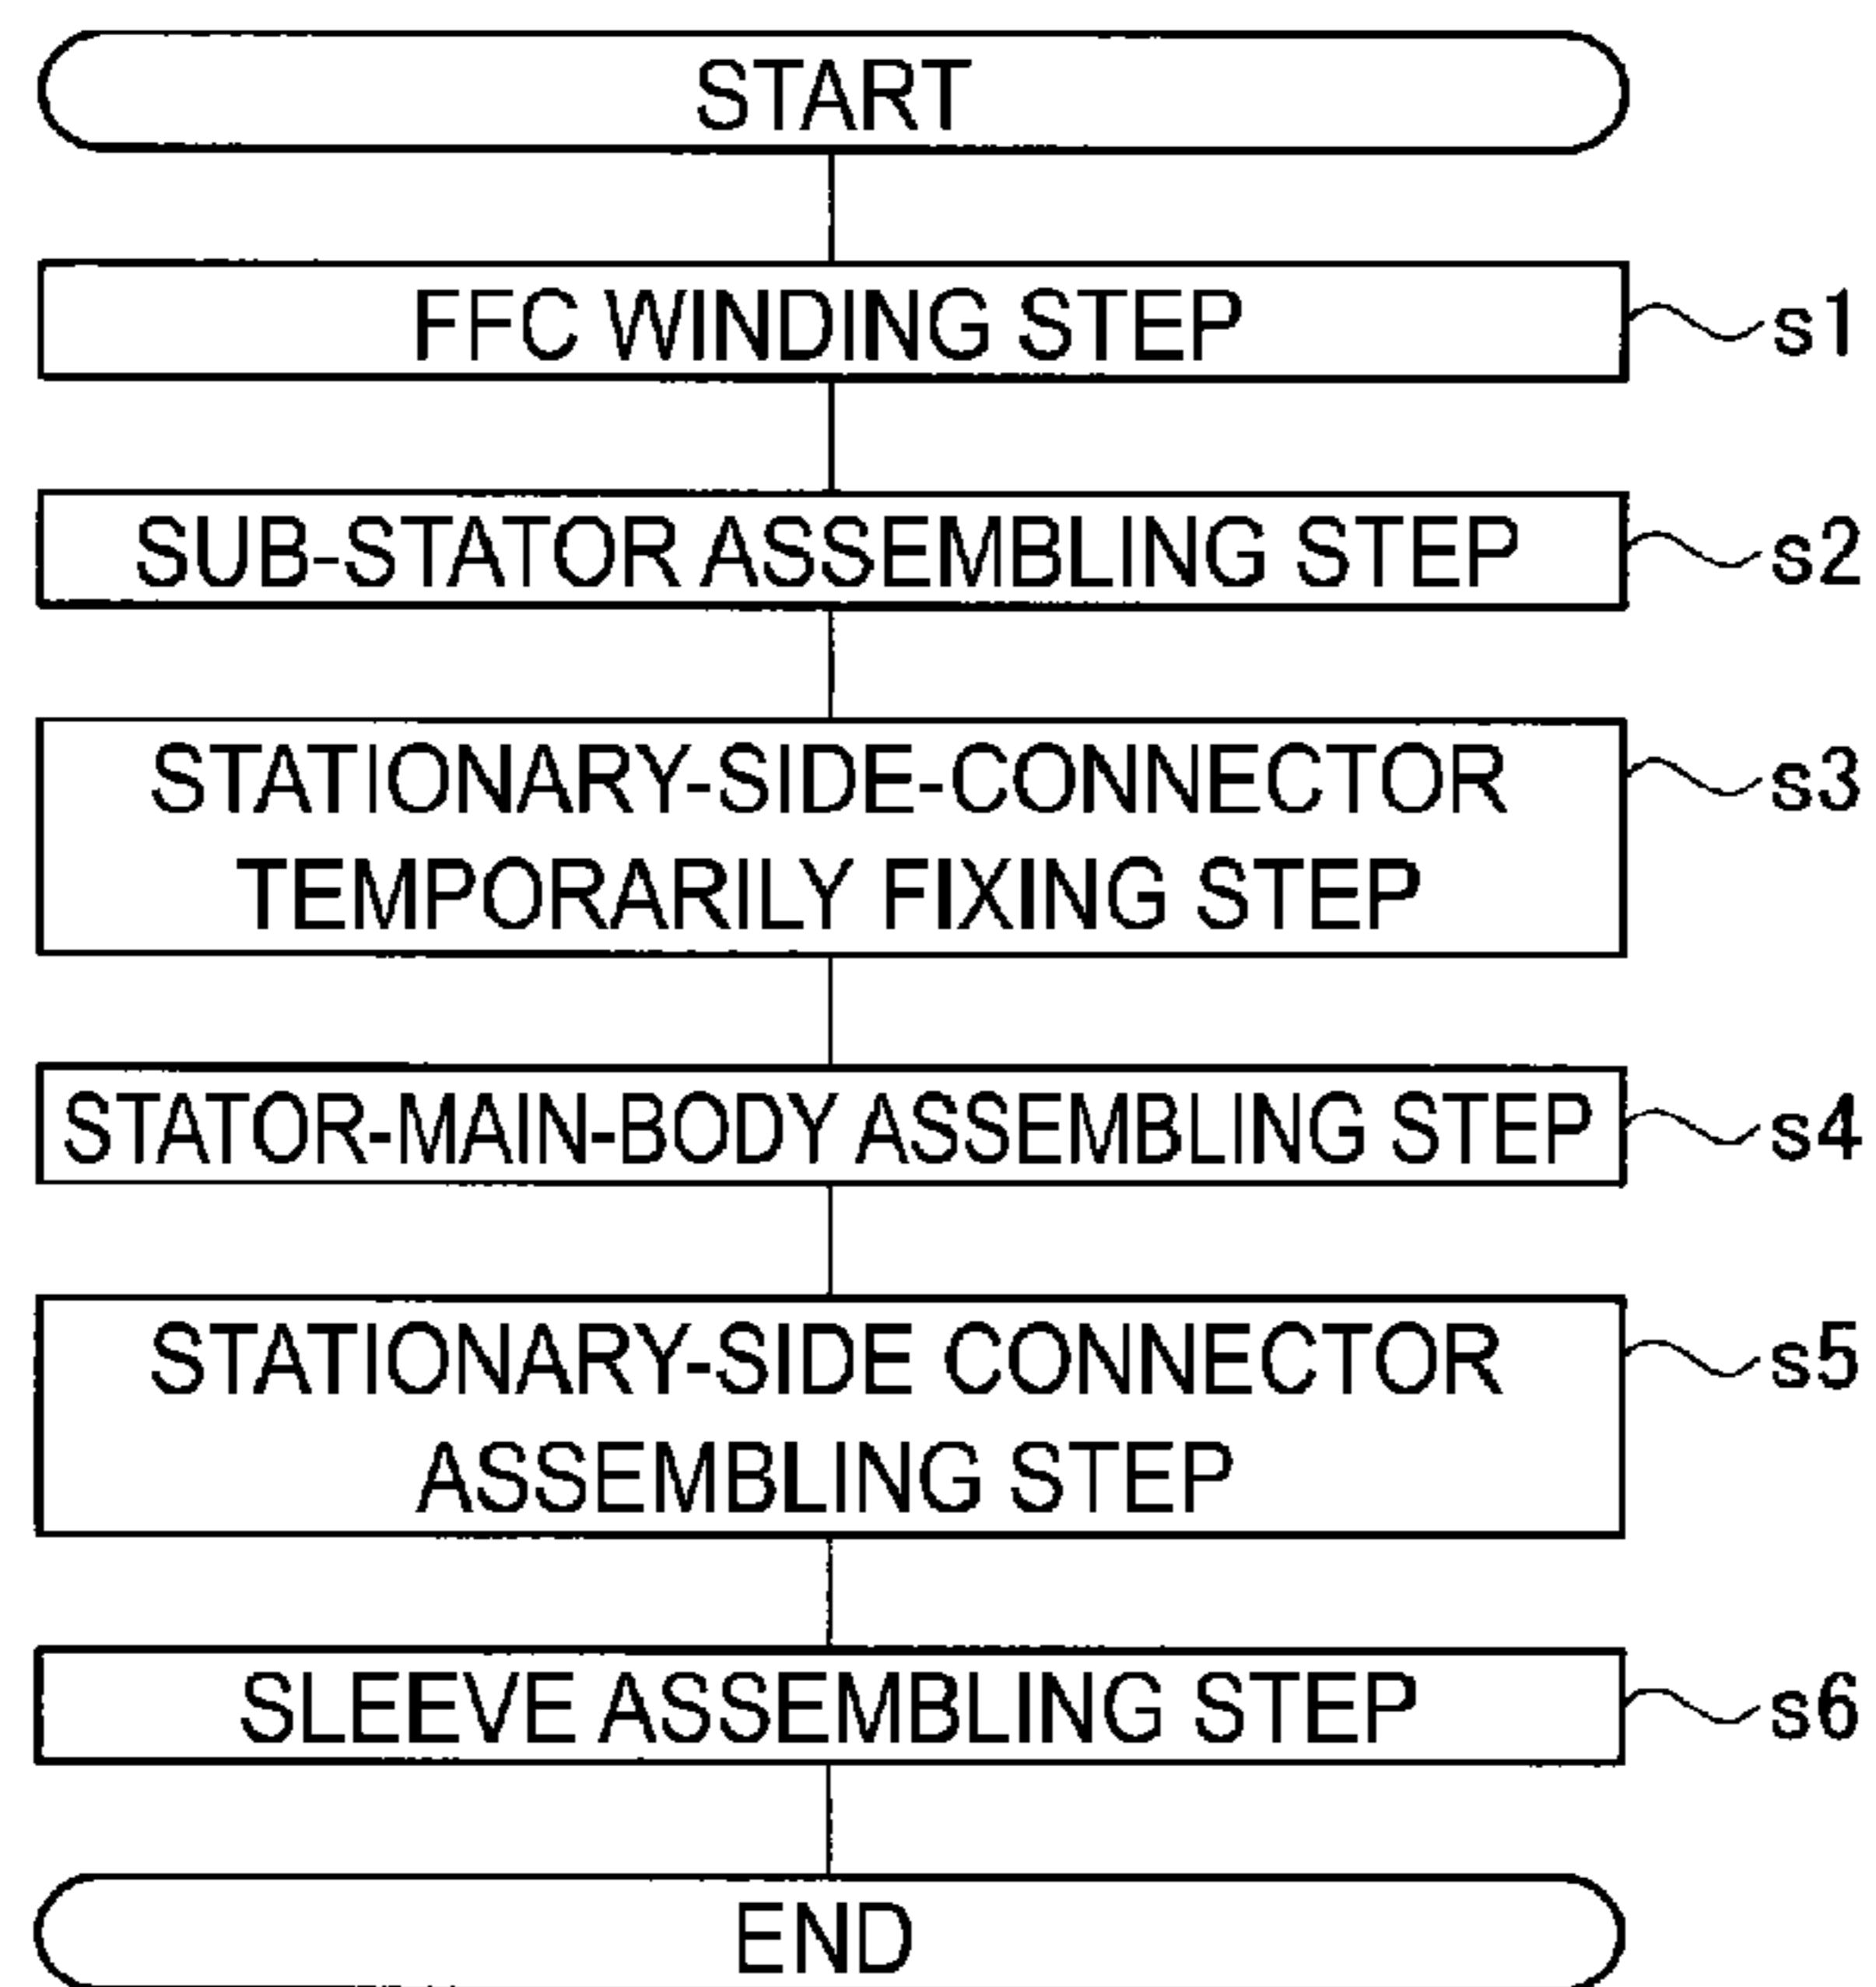 START
FFC WINDING STEP
s1
SUB-STATOR ASSEMBLING STEP
s2
STATIONARY-SIDE-CONNECTOR
TEMPORARILY FIXING STEP
s3
STATOR-MAIN-BODY ASSEMBLING STEP
s4
STATIONARY-SIDE CONNECTOR
ASSEMBLING STEP
s5
SLEEVE ASSEMBLING STEP
s6
END